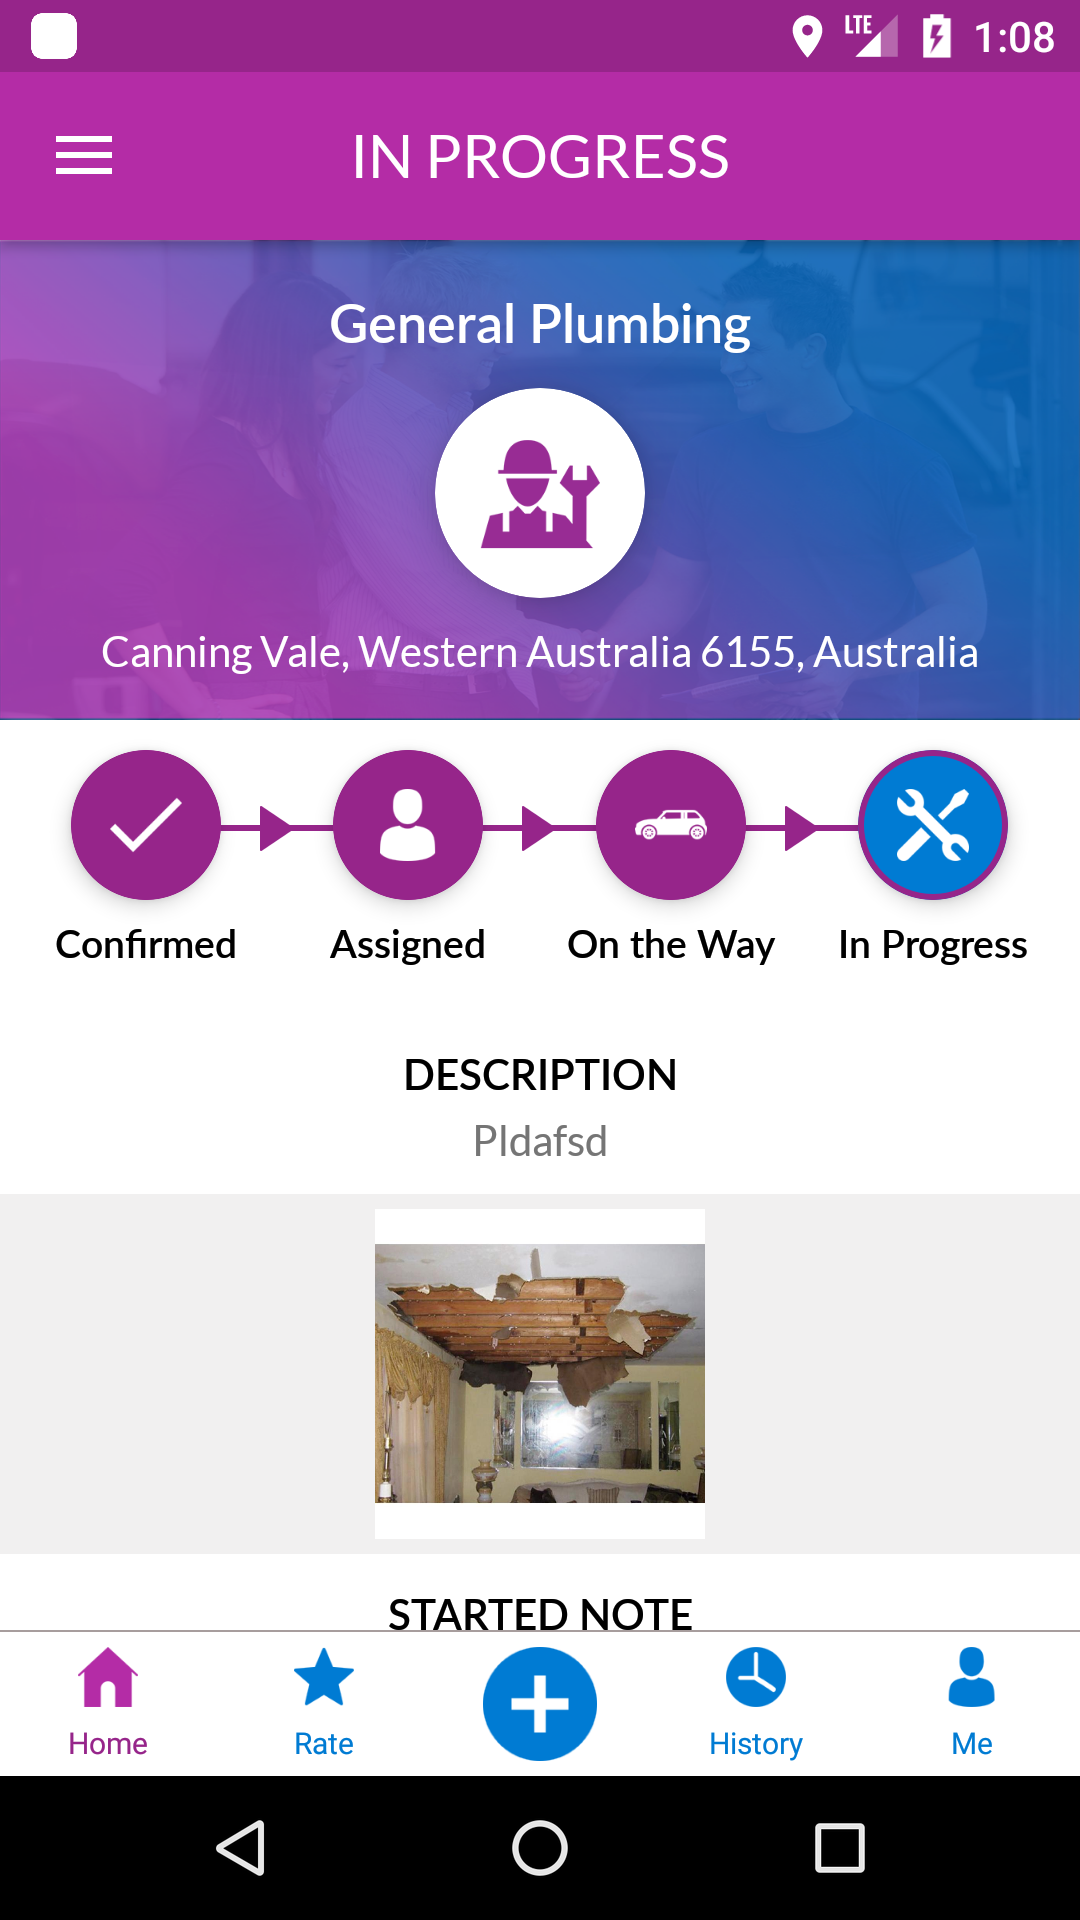 LTE 1:08
IN PROGRESS
General Plumbing
Canning Vale, Western Australia 6155, Australia
Confirmed Assigned On the Way In Progress
DESCRIPTION
Pldafsd
STARTED NOTE
Home Rate History Me